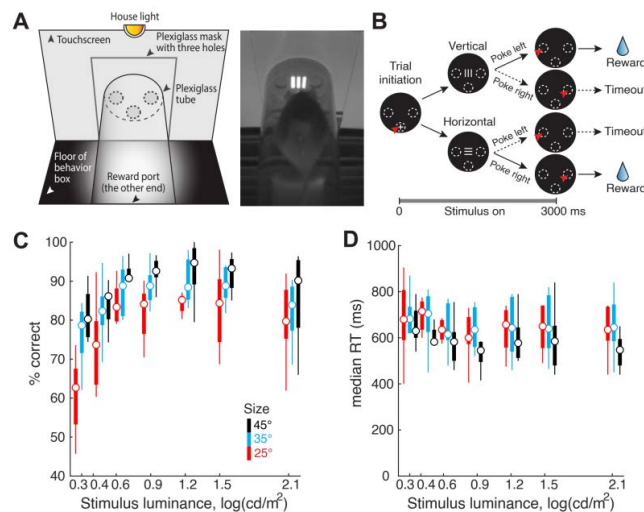 A
House light
Touchscreen
Plexiglass mask
with three holes
Plexiglass
tube
Floor of
behavior
box
Reward port
(the other end)
B
Trial
initiation
Vertical
Horizontal
Poke left
Poke right
Poke left
Poke right
Reward
Timeout
Timeout
Reward
0
Stimulus on
3000 ms
C
% correct
100
90
80
70
60
50
40
Size
45°
35°
25°
0.3
0.4
0.6
0.9
1.2
1.5
2.1
Stimulus luminance, log(cd/m²)
D
median RT (ms)
1000
800
600
400
200
0
0.3
0.4
0.6
0.9
1.2
1.5
2.1
Stimulus luminance, log(cd/m²)